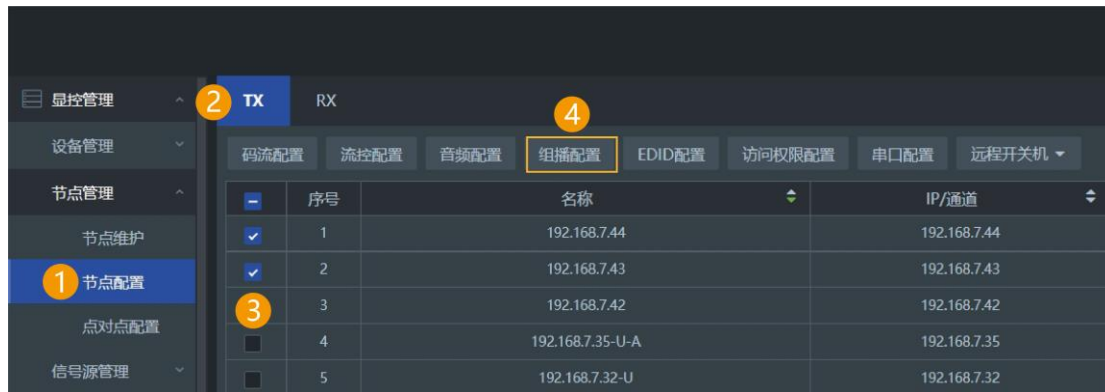 显控管理
2 TX RX
4
设备管理
码流配置 流控配置 音频配置 组播配置 EDID配置 访问权限配置 串口配置 远程开关机
节点管理
序号 名称 IP/通道
节点维护
1 192.168.7.44 192.168.7.44
1 节点配置
2 192.168.7.43 192.168.7.43
3
3 192.168.7.42 192.168.7.42
点对点配置
4 192.168.7.35-U-A 192.168.7.35
信号源管理
5 192.168.7.32-U 192.168.7.32